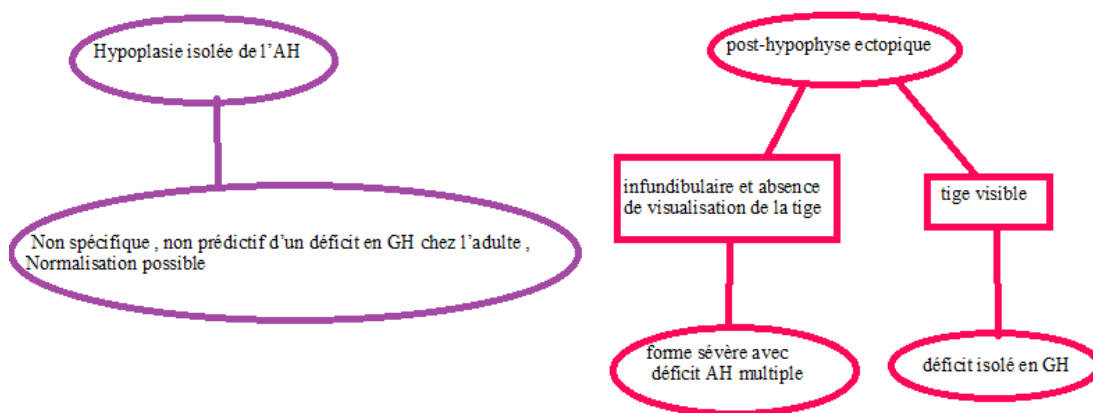 Hypoplasie isolée de l'AH
Non spécifique , non prédictif d'un déficit en GH chez l'adulte ,
Normalisation possible
post-hypophyse ectopique
infundibulaire et absence
de visualisation de la tige
tige visible
forme sévère avec
déficit AH multiple
déficit isolé en GH